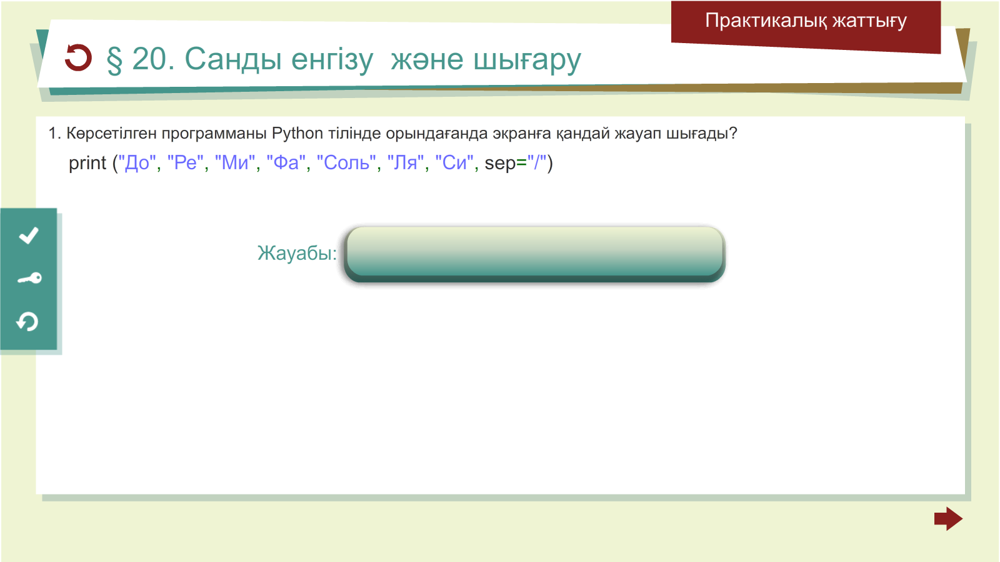 Практикалық жаттығу
§ 20. Санды енгізу  және шығару
1. Көрсетілген программаны Python тілінде орындағанда экранға қандай жауап шығады?
print ("До", "Ре", "Ми", "Фа", "Соль", "Ля", "Си", sep="/")
Жауабы: